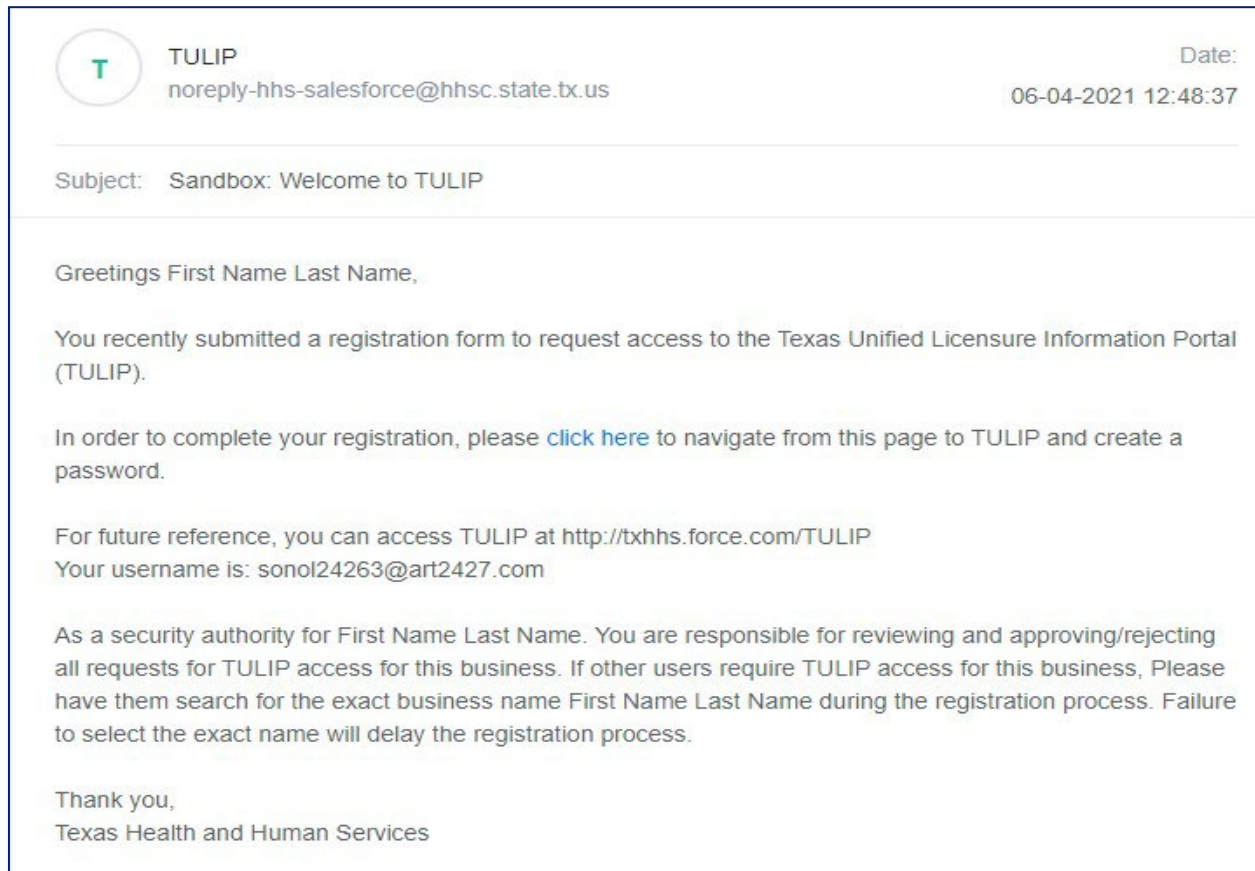 T
TULIP
noreply-hhs-salesforce@hhsc.state.tx.us
Date:
06-04-2021 12:48:37
Subject: Sandbox: Welcome to TULIP
Greetings First Name Last Name,
You recently submitted a registration form to request access to the Texas Unified Licensure Information Portal
(TULIP).
In order to complete your registration, please click here to navigate from this page to TULIP and create a
password.
For future reference, you can access TULIP at http://txhhs.force.com/TULIP
Your username is: sonol24263@art2427.com
As a security authority for First Name Last Name. You are responsible for reviewing and approving/rejecting
all requests for TULIP access for this business. If other users require TULIP access for this business, Please
have them search for the exact business name First Name Last Name during the registration process. Failure
to select the exact name will delay the registration process.
Thank you,
Texas Health and Human Services